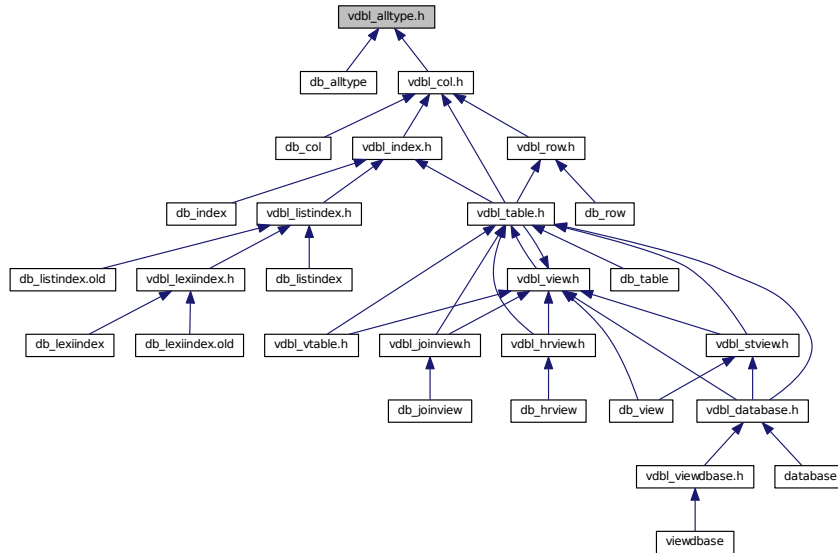 vdbl_alltype.h
db_alltype
vdbl_col.h
db_col
vdbl_index.h
vdbl_row.h
db_index
vdbl_listindex.h
vdbl_table.h
db_row
db_listindex.old
vdbl_lexiindex.h
db_listindex
vdbl_view.h
db_table
db_lexiindex
db_lexiindex.old
vdbl_vtable.h
vdbl_joinview.h
vdbl_hrview.h
vdbl_stview.h
db_joinview
db_hrview
db_view
vdbl_database.h
vdbl_viewdbase.h
database
viewdbase